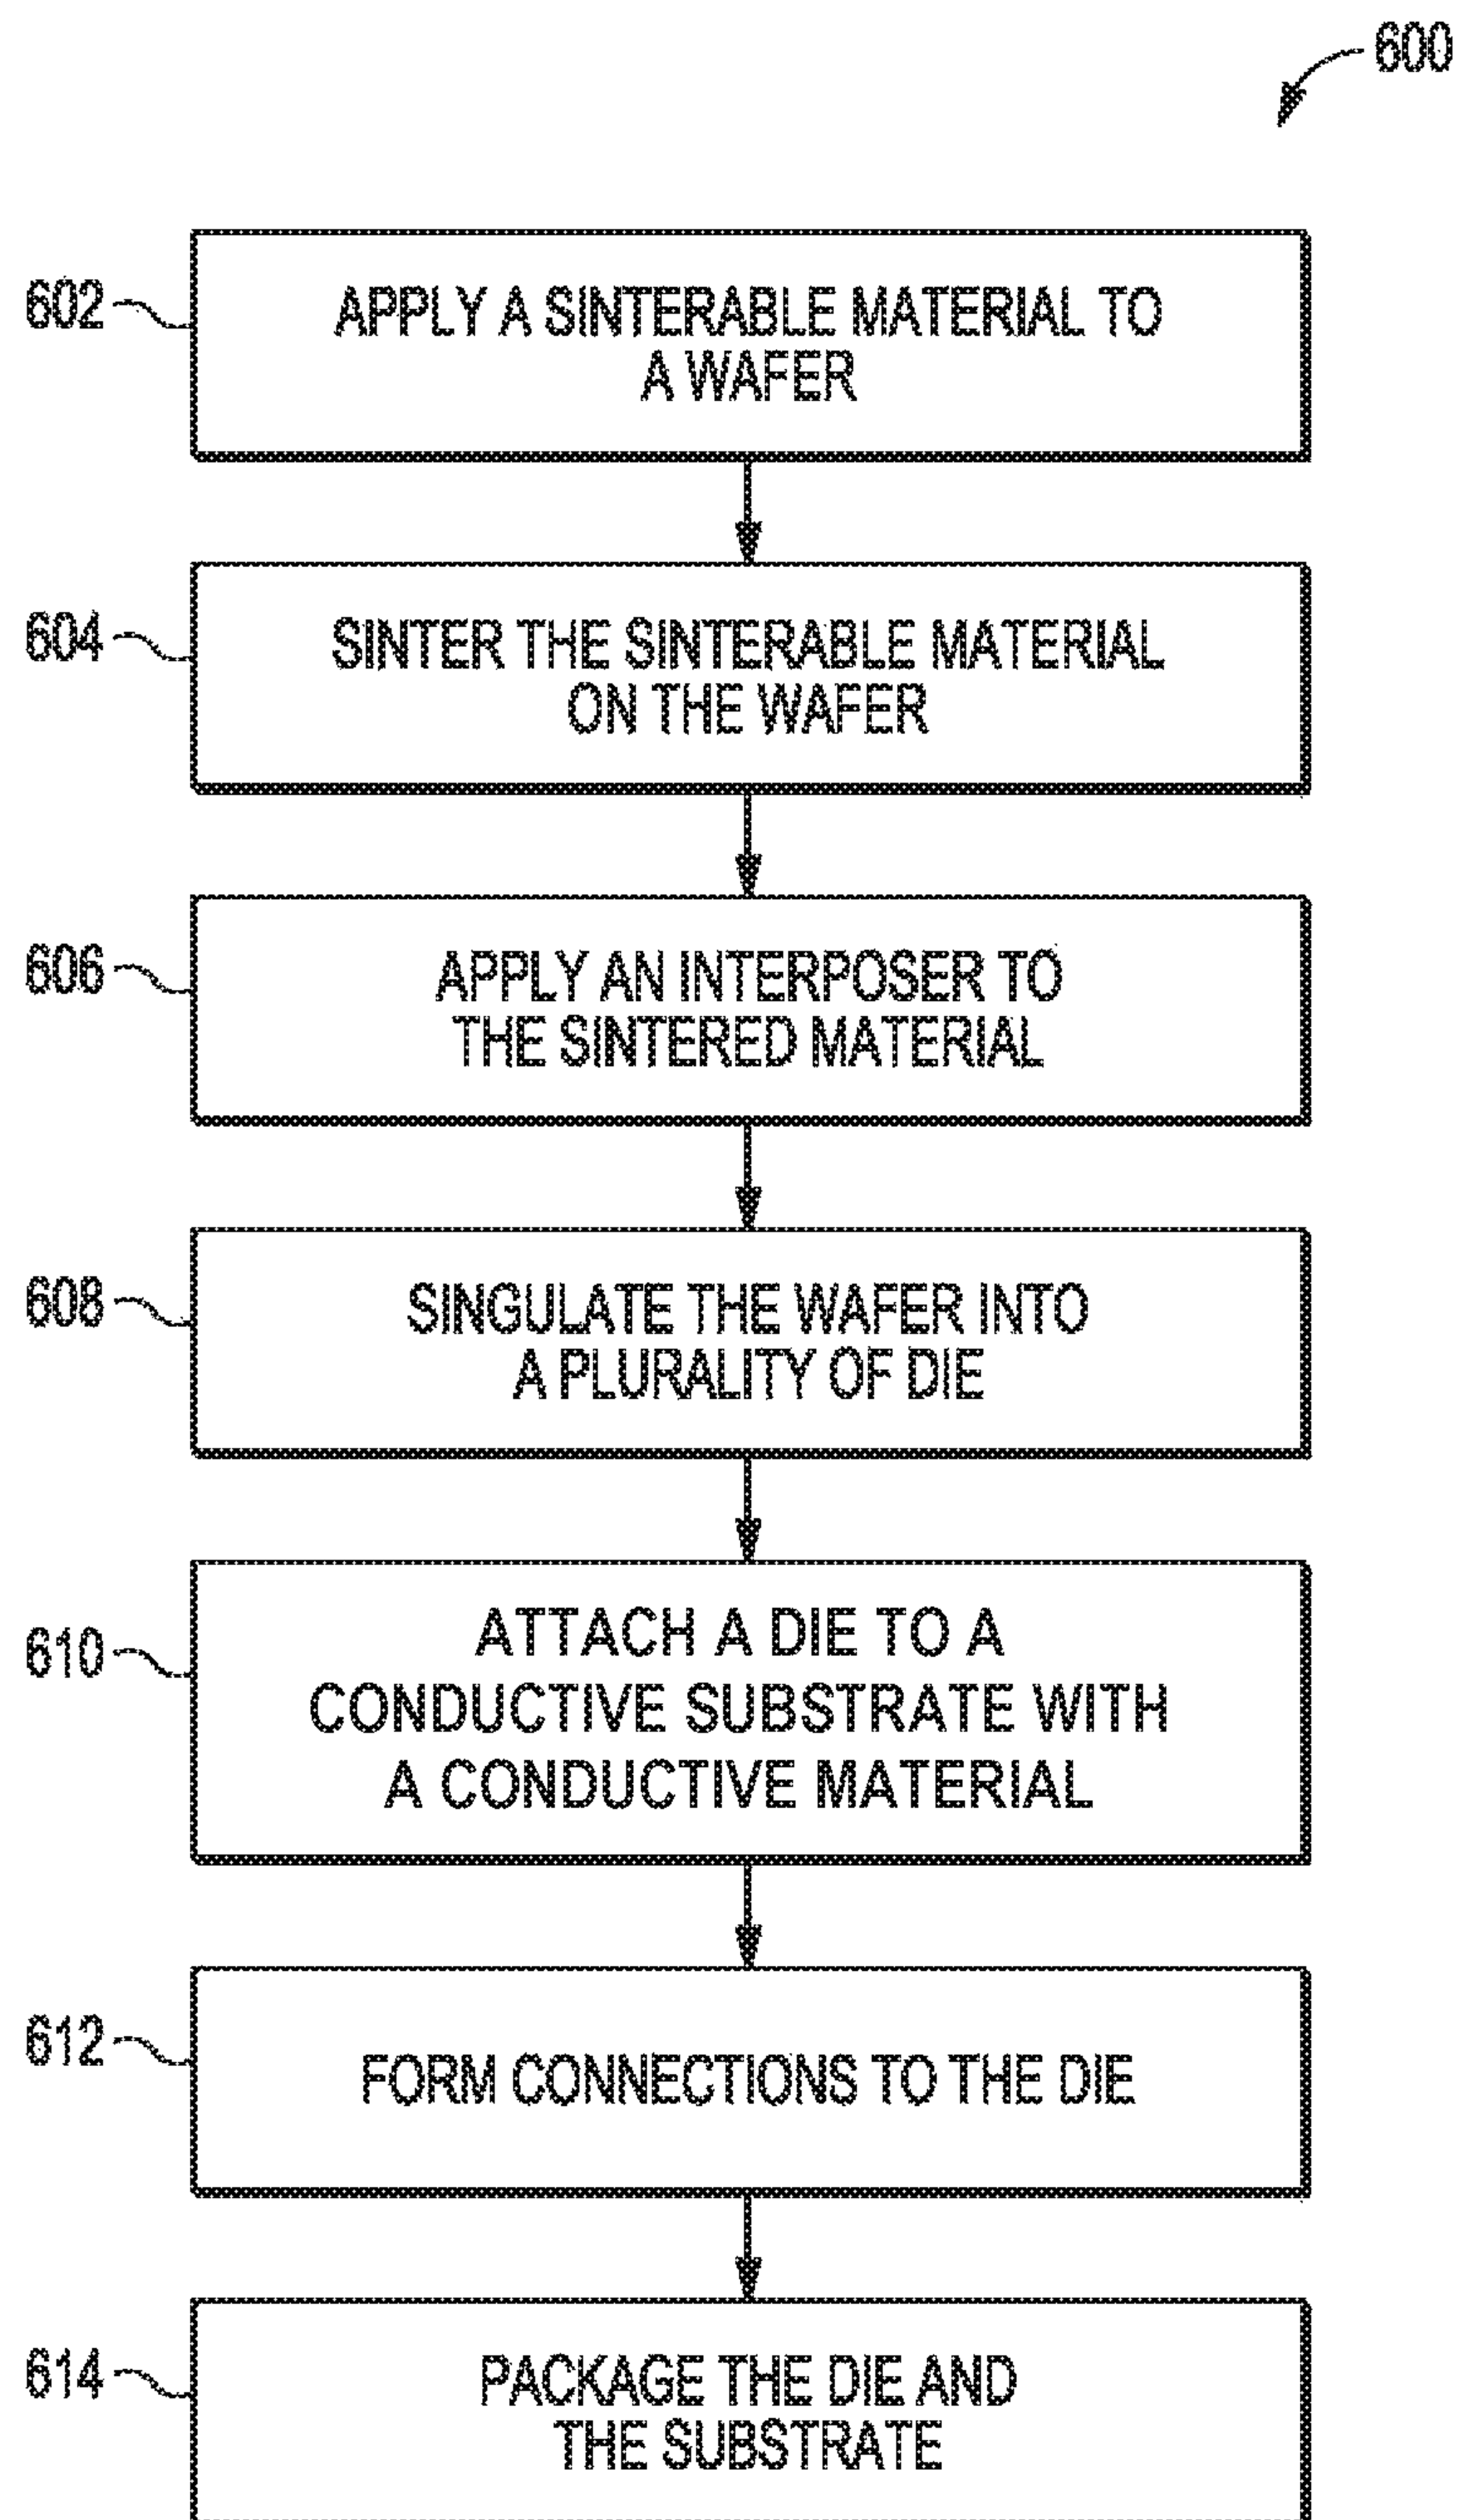 600
602
APPLY A SINTERABLE MATERIAL TO
A WAFER
604
SINTER THE SINTERABLE MATERIAL
ON THE WAFER
606
APPLY AN INTERPOSER TO
THE SINTERED MATERIAL
608
SINGULATE THE WAFER INTO
A PLURALITY OF DIE
610
ATTACH A DIE TO A
CONDUCTIVE SUBSTRATE WITH
A CONDUCTIVE MATERIAL
612
FORM CONNECTIONS TO THE DIE
614
PACKAGE THE DIE AND
THE SUBSTRATE